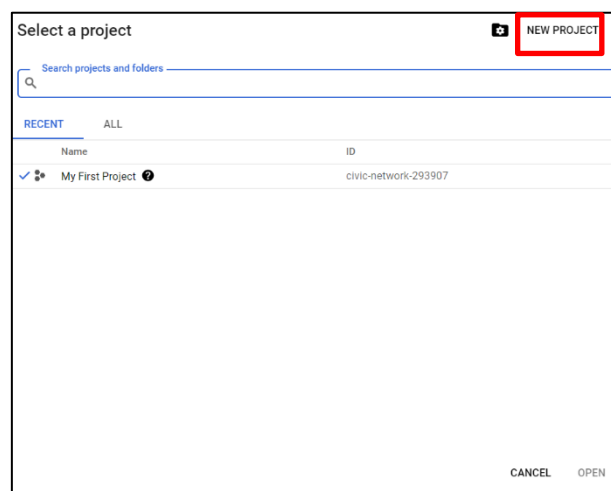 Select a project
NEW PROJECT
Search projects and folders
RECENT ALL
Name ID
My First Project civic-network-293907
CANCEL OPEN